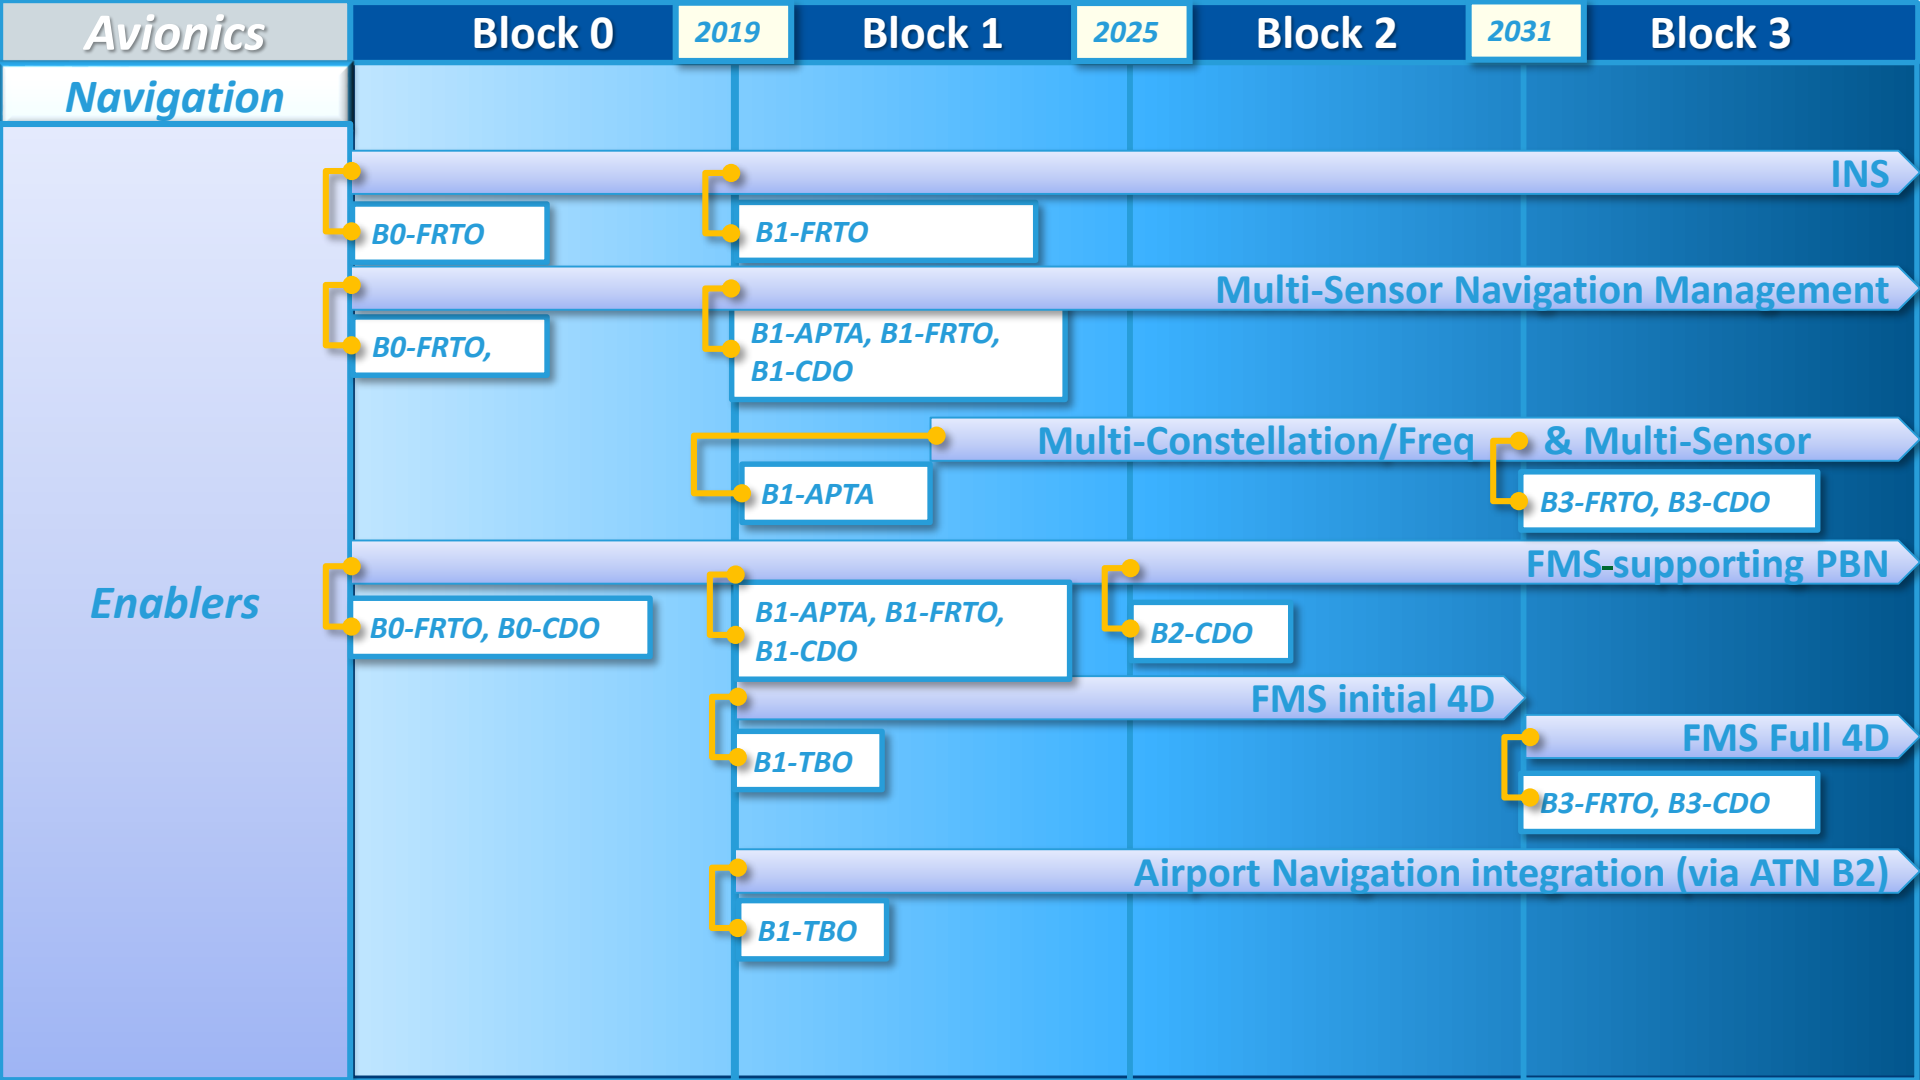 Avionics
Block 0
2019
Block 1
2025
Block 2
2031
Block 3
Navigation
Enablers
INS
B0-FRTO
B1-FRTO
Multi-Sensor Navigation Management
B0-FRTO,
B1-APTA, B1-FRTO,
B1-CDO
Multi-Constellation/Freq & Multi-Sensor
B1-APTA
B3-FRTO, B3-CDO
FMS-supporting PBN
B0-FRTO, B0-CDO
B1-APTA, B1-FRTO,
B1-CDO
B2-CDO
FMS initial 4D
B1-TBO
FMS Full 4D
B3-FRTO, B3-CDO
Airport Navigation integration (via ATN B2)
B1-TBO